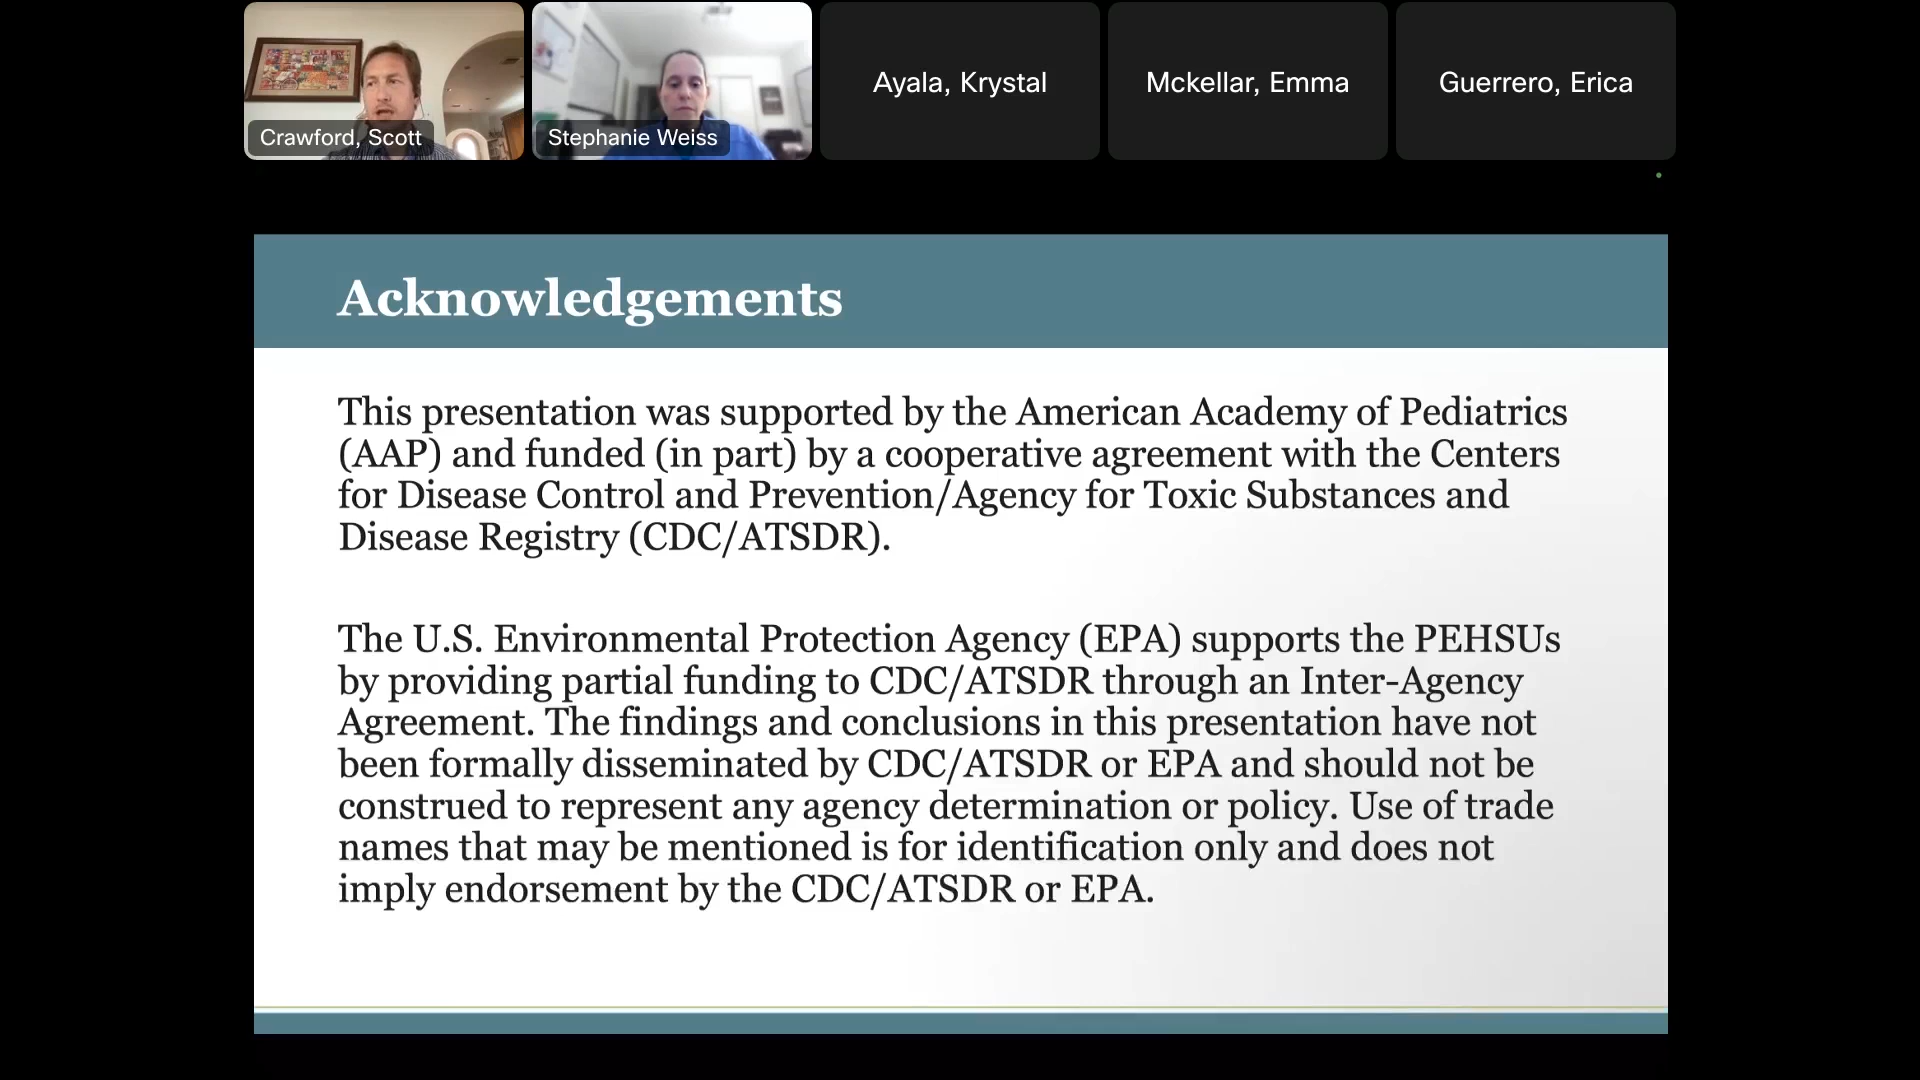 Crawford, Scott
Stephanie Weiss
Ayala, Krystal
Mckellar, Emma
Guerrero, Erica
Acknowledgements
This presentation was supported by the American Academy of Pediatrics
(AAP) and funded (in part) by a cooperative agreement with the Centers
for Disease Control and Prevention/Agency for Toxic Substances and
Disease Registry (CDC/ATSDR).
The U.S. Environmental Protection Agency (EPA) supports the PEHSUs
by providing partial funding to CDC/ATSDR through an Inter-Agency
Agreement. The findings and conclusions in this presentation have not
been formally disseminated by CDC/ATSDR or EPA and should not be
construed to represent any agency determination or policy. Use of trade
names that may be mentioned is for identification only and does not
imply endorsement by the CDC/ATSDR or EPA.